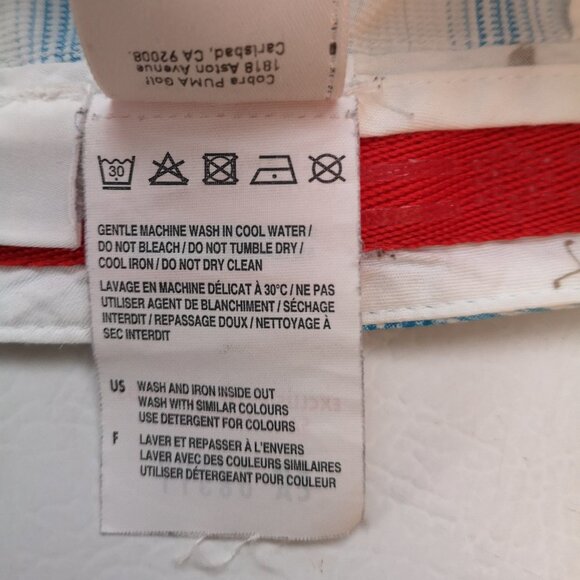 Cobra PUMA Golf
1818 Aston Avenue
Carlsbad, CA 92008.
30
GENTLE MACHINE WASH IN COOL WATER /
DO NOT BLEACH / DO NOT TUMBLE DRY /
COOL IRON / DO NOT DRY CLEAN
LAVAGE EN MACHINE DÉLICAT À 30°C / NE PAS
UTILISER AGENT DE BLANCHIMENT / SÉCHAGE
INTERDIT / REPASSAGE DOUX / NETTOYAGE À
SEC INTERDIT
US WASH AND IRON INSIDE OUT
WASH WITH SIMILAR COLOURS
USE DETERGENT FOR COLOURS
F LAVER ET REPASSER À L'ENVERS
LAVER AVEC DES COULEURS SIMILAIRES
UTILISER DÉTERGEANT POUR COULEUR